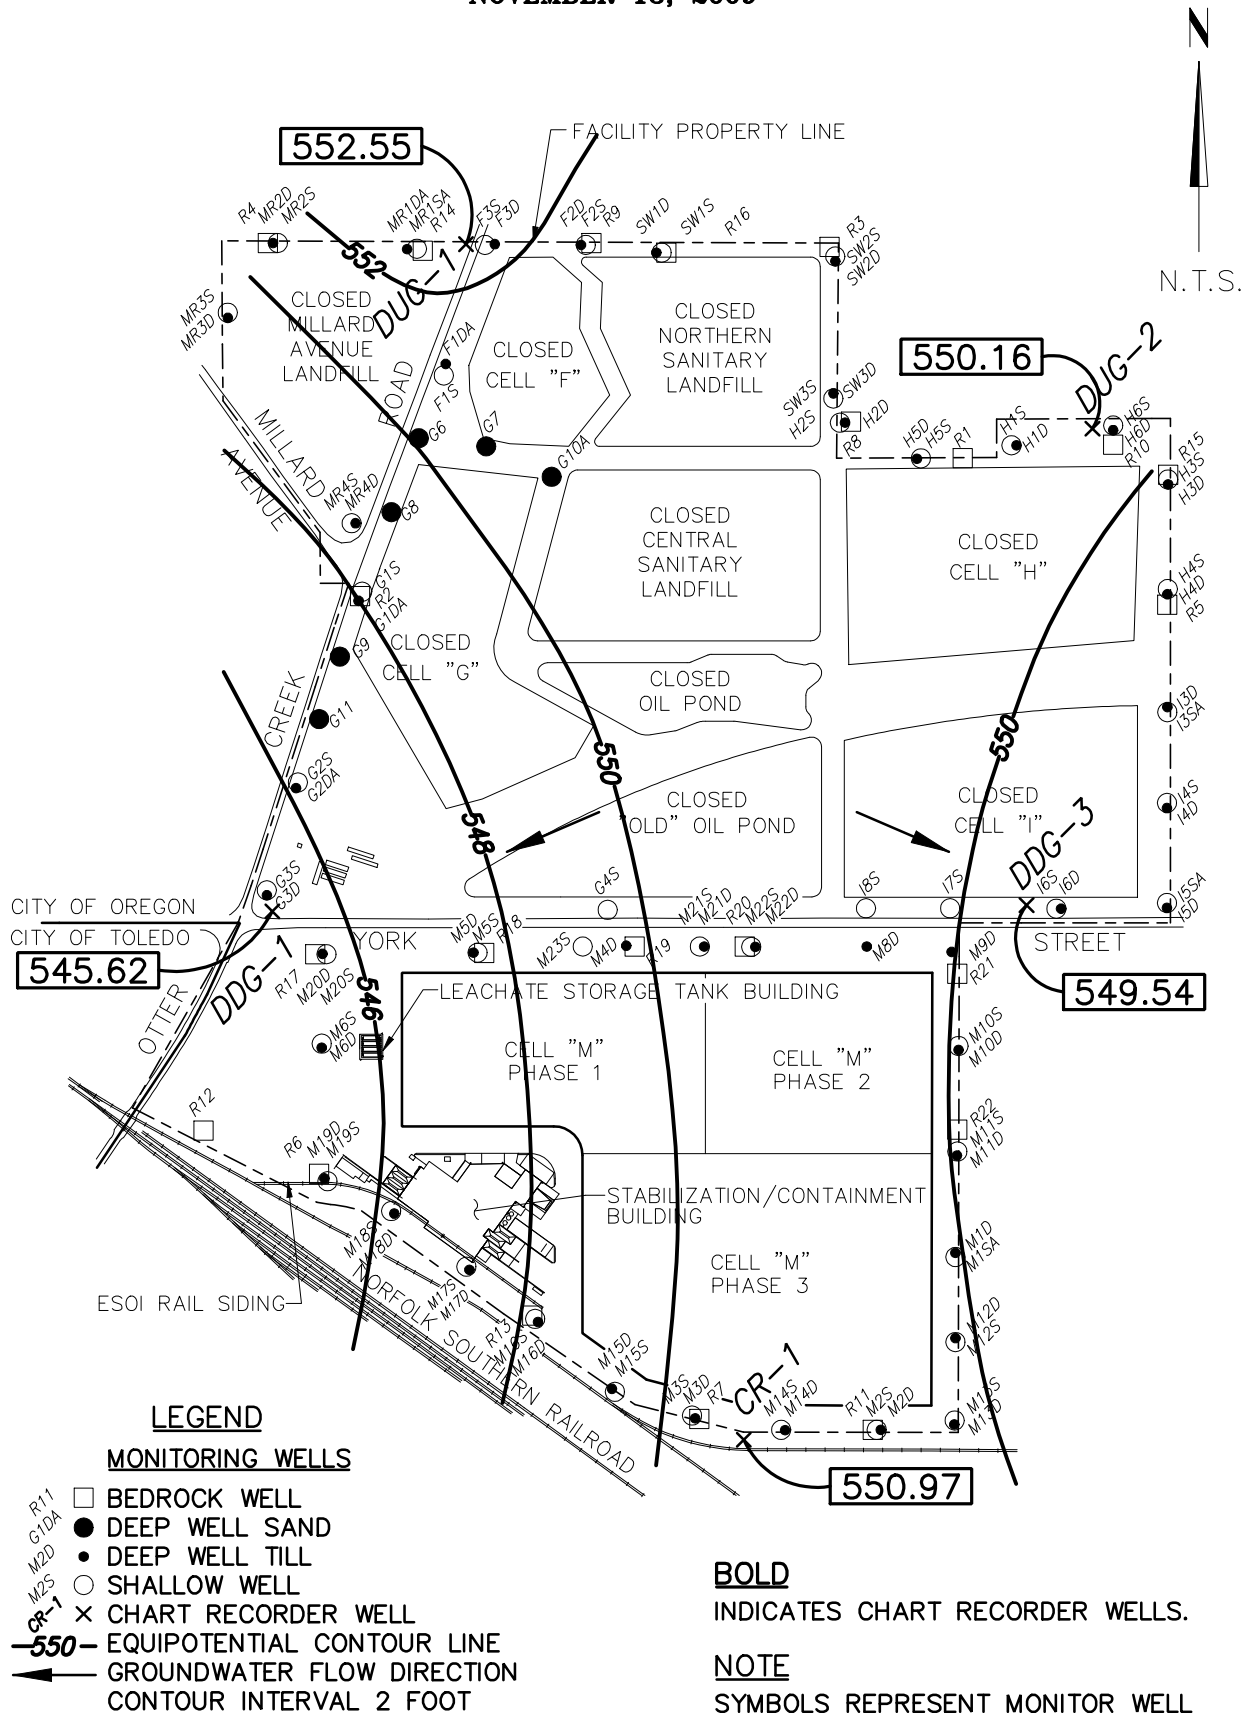 N
N.T.S.
FACILITY PROPERTY LINE
552.55
R4
MR2D
MR2S
MR1DA
MR1SA
R14
F3S
F3D
F2D
F2S
R9
SW1D
SW1S
R16
R3
SW2S
SW2D
552
DUG-1
MR3S
MR3D
CLOSED
MILLARD
AVENUE
LANDFILL
F1DA
F1S
CLOSED
CELL "F"
CLOSED
NORTHERN
SANITARY
LANDFILL
550.16
DUG-2
SW3S
SW3D
H2S
H2D
R8
H5D
H5S
R1
H1S
H1D
H6S
H6D
R10
R15
H3S
H3D
ROAD
MILLARD
AVENUE
G6
G7
G10A
MR4S
MR4D
G8
CLOSED
CENTRAL
SANITARY
LANDFILL
CLOSED
CELL "H"
G1S
R2
G1DA
H4S
H4D
R5
G9
CLOSED
CELL "G"
CLOSED
OIL POND
CREEK
G11
I3D
I3SA
550
550
G2S
G2DA
548
CLOSED
"OLD" OIL POND
CLOSED
CELL "I"
I4S
I4D
DDG-3
G3S
G3D
G4S
I8S
I7S
I6S
I6D
I5SA
I5D
CITY OF OREGON
CITY OF TOLEDO
545.62
DDG-1
YORK
STREET
R17
M20D
M20S
M5D
M5S
R18
M23S
M4D
R19
M21S
M21D
R20
M22S
M22D
M8D
M9D
R21
549.54
OTTER
546
LEACHATE STORAGE TANK BUILDING
M6S
M6D
CELL "M"
PHASE 1
CELL "M"
PHASE 2
M10S
M10D
R12
R22
M11S
M11D
R6
M19D
M19S
STABILIZATION/CONTAINMENT
BUILDING
M18S
M18D
M1D
M1SA
CELL "M"
PHASE 3
ESOI RAIL SIDING
M17S
M17D
NORFOLK SOUTHERN RAILROAD
R13
M16S
M16D
M12D
M12S
M15D
M15S
CR-1
M3S
M3D
R7
M14S
M14D
R11
M2S
M2D
M13S
M13D
550.97
LEGEND
MONITORING WELLS
R11 BEDROCK WELL
G1DA DEEP WELL SAND
M2D DEEP WELL TILL
M2S SHALLOW WELL
CR-1 CHART RECORDER WELL
550 EQUIPOTENTIAL CONTOUR LINE
GROUNDWATER FLOW DIRECTION
CONTOUR INTERVAL 2 FOOT
BOLD
INDICATES CHART RECORDER WELLS.
NOTE
SYMBOLS REPRESENT MONITOR WELL